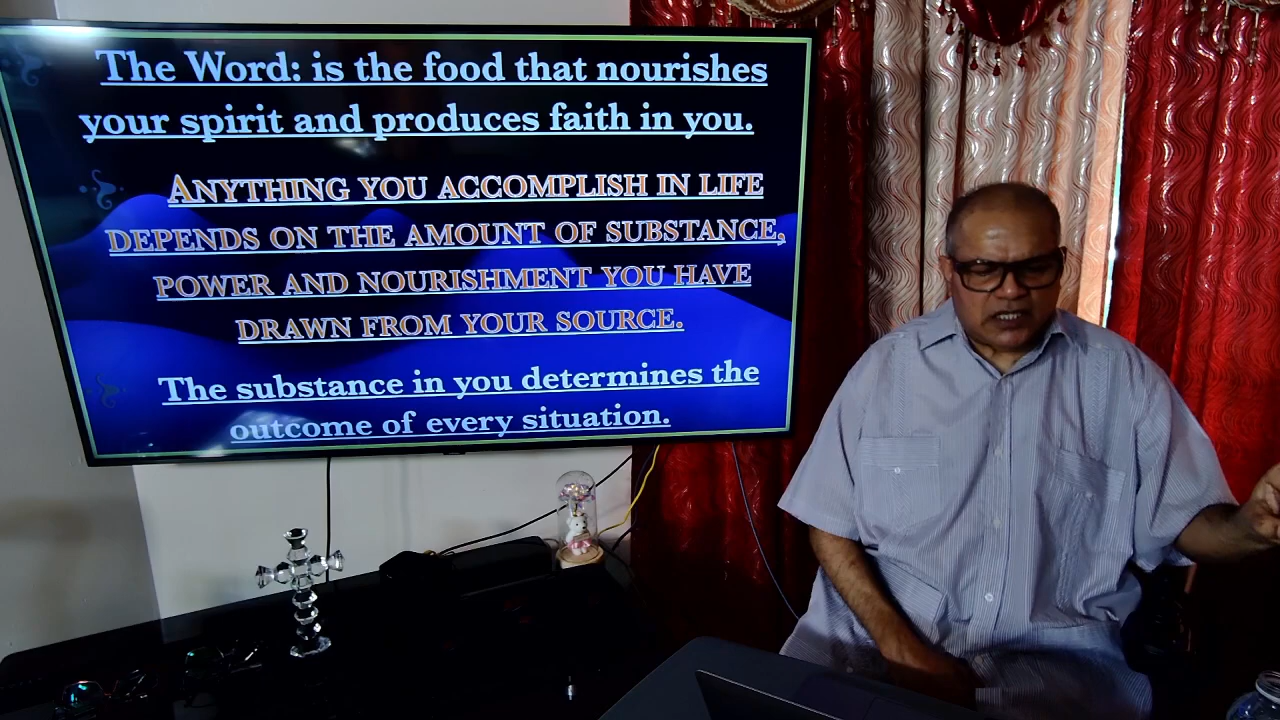 The Word: is the food that nourishes
your spirit and produces faith in you.
ANYTHING YOU ACCOMPLISH IN LIFE
DEPENDS ON THE AMOUNT OF SUBSTANCE,
POWER AND NOURISHMENT YOU HAVE
DRAWN FROM YOUR SOURCE.
The substance in you determines the
outcome of every situation.